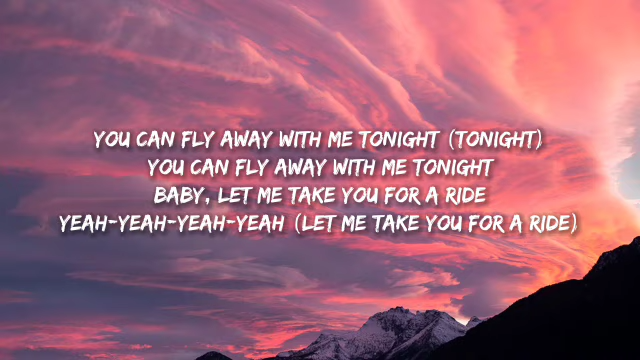 YOU CAN FLY AWAY WITH ME TONIGHT (TONIGHT)
YOU CAN FLY AWAY WITH ME TONIGHT
BABY, LET ME TAKE YOU FOR A RIDE
YEAH-YEAH-YEAH-YEAH (LET ME TAKE YOU FOR A RIDE)